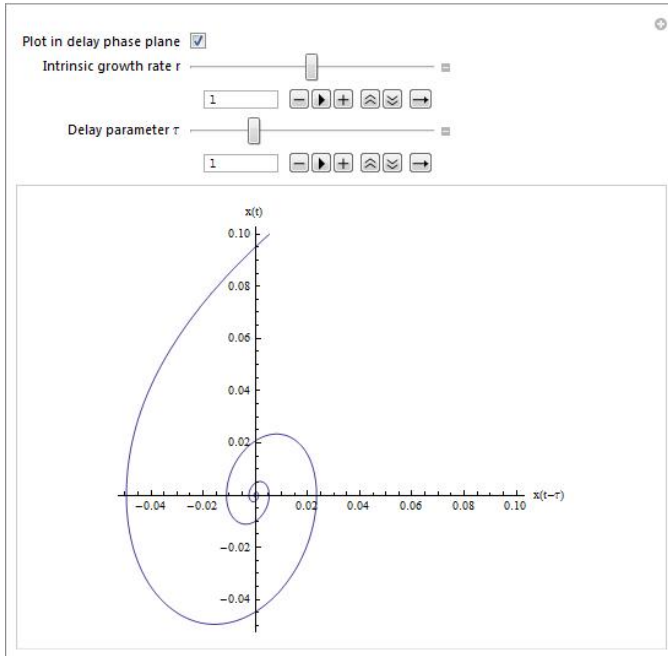 Plot in delay phase plane
Intrinsic growth rate r
1
Delay parameter τ
1
x(t)
0.10
0.08
0.06
0.04
0.02
-0.04 -0.02 0.02 0.04 0.06 0.08 0.10 x(t-τ)
-0.02
-0.04